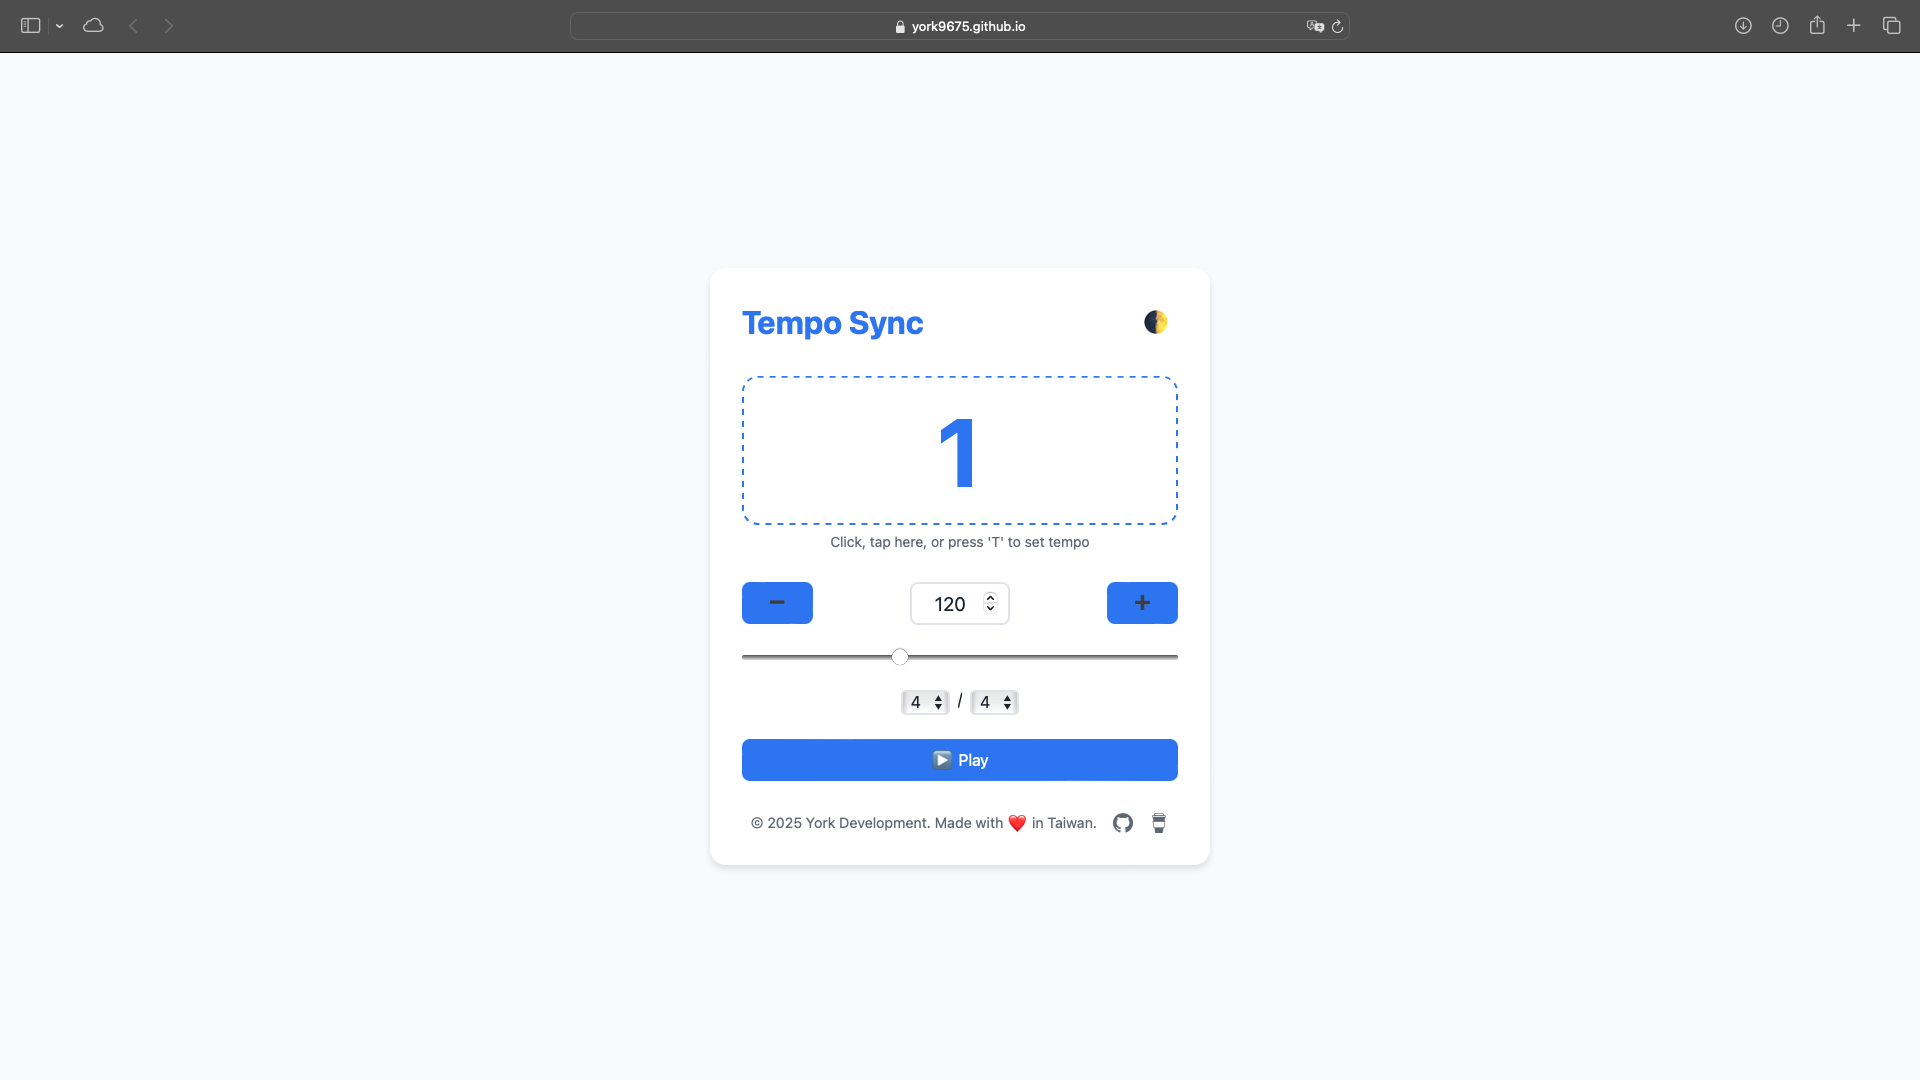 york9675.github.io
Tempo Sync
1
Click, tap here, or press 'T' to set tempo
− 120 +
4 / 4
▶️ Play
© 2025 York Development. Made with ❤️ in Taiwan.